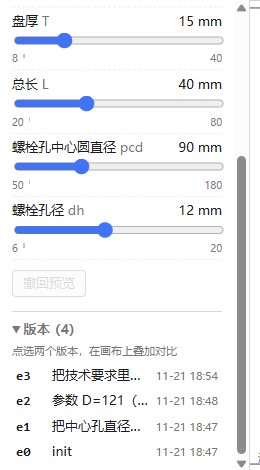 盘厚 T 15 mm
8 40
总长 L 40 mm
20 80
螺栓孔中心圆直径 pcd 90 mm
50 180
螺栓孔径 dh 12 mm
6 20
撤回预览
▼版本 (4)
点选两个版本，在画布上叠加对比
e3 把技术要求里... 11-21 18:54
e2 参数 D=121（... 11-21 18:48
e1 把中心孔直径... 11-21 18:47
e0 init 11-21 18:47